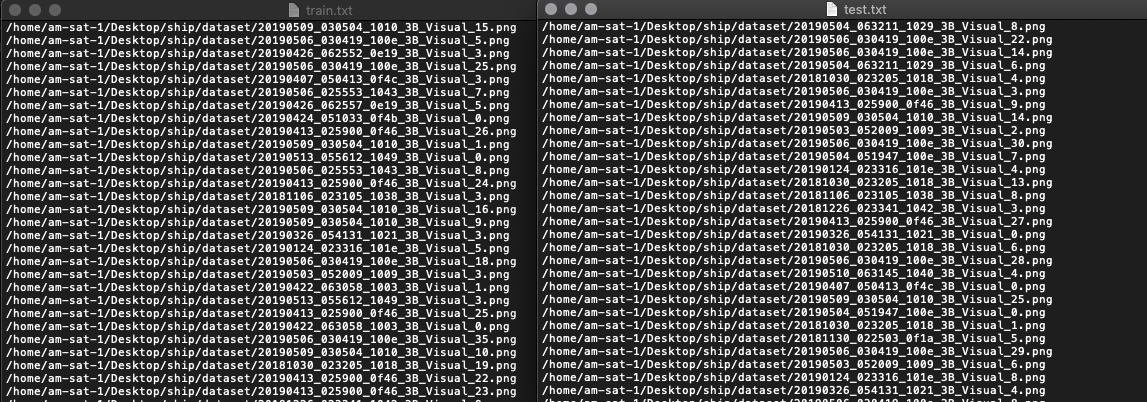 train.txt
/home/am-sat-1/Desktop/ship/dataset/20190509_030504_1010_3B_Visual_15.png
/home/am-sat-1/Desktop/ship/dataset/20190506_030419_100e_3B_Visual_5.png
/home/am-sat-1/Desktop/ship/dataset/20190426_062552_0e19_3B_Visual_3.png
/home/am-sat-1/Desktop/ship/dataset/20190506_030419_100e_3B_Visual_25.png
/home/am-sat-1/Desktop/ship/dataset/20190407_050413_0f4c_3B_Visual_3.png
/home/am-sat-1/Desktop/ship/dataset/20190506_025553_1043_3B_Visual_7.png
/home/am-sat-1/Desktop/ship/dataset/20190426_062557_0e19_3B_Visual_5.png
/home/am-sat-1/Desktop/ship/dataset/20190424_051033_0f4b_3B_Visual_0.png
/home/am-sat-1/Desktop/ship/dataset/20190413_025900_0f46_3B_Visual_26.png
/home/am-sat-1/Desktop/ship/dataset/20190509_030504_1010_3B_Visual_1.png
/home/am-sat-1/Desktop/ship/dataset/20190513_055612_1049_3B_Visual_0.png
/home/am-sat-1/Desktop/ship/dataset/20190506_025553_1043_3B_Visual_8.png
/home/am-sat-1/Desktop/ship/dataset/20190413_025900_0f46_3B_Visual_24.png
/home/am-sat-1/Desktop/ship/dataset/20181106_023105_1038_3B_Visual_3.png
/home/am-sat-1/Desktop/ship/dataset/20190509_030504_1010_3B_Visual_16.png
/home/am-sat-1/Desktop/ship/dataset/20190509_030504_1010_3B_Visual_9.png
/home/am-sat-1/Desktop/ship/dataset/20190326_054131_1021_3B_Visual_3.png
/home/am-sat-1/Desktop/ship/dataset/20190124_023316_101e_3B_Visual_5.png
/home/am-sat-1/Desktop/ship/dataset/20190506_030419_100e_3B_Visual_18.png
/home/am-sat-1/Desktop/ship/dataset/20190503_052009_1009_3B_Visual_3.png
/home/am-sat-1/Desktop/ship/dataset/20190422_063058_1003_3B_Visual_1.png
/home/am-sat-1/Desktop/ship/dataset/20190513_055612_1049_3B_Visual_3.png
/home/am-sat-1/Desktop/ship/dataset/20190413_025900_0f46_3B_Visual_25.png
/home/am-sat-1/Desktop/ship/dataset/20190422_063058_1003_3B_Visual_0.png
/home/am-sat-1/Desktop/ship/dataset/20190506_030419_100e_3B_Visual_35.png
/home/am-sat-1/Desktop/ship/dataset/20190509_030504_1010_3B_Visual_10.png
/home/am-sat-1/Desktop/ship/dataset/20181030_023205_1018_3B_Visual_19.png
/home/am-sat-1/Desktop/ship/dataset/20190413_025900_0f46_3B_Visual_22.png
/home/am-sat-1/Desktop/ship/dataset/20190413_025900_0f46_3B_Visual_23.png
test.txt
/home/am-sat-1/Desktop/ship/dataset/20190504_063211_1029_3B_Visual_8.png
/home/am-sat-1/Desktop/ship/dataset/20190506_030419_100e_3B_Visual_22.png
/home/am-sat-1/Desktop/ship/dataset/20190506_030419_100e_3B_Visual_14.png
/home/am-sat-1/Desktop/ship/dataset/20190504_063211_1029_3B_Visual_6.png
/home/am-sat-1/Desktop/ship/dataset/20181030_023205_1018_3B_Visual_4.png
/home/am-sat-1/Desktop/ship/dataset/20190506_030419_100e_3B_Visual_3.png
/home/am-sat-1/Desktop/ship/dataset/20190413_025900_0f46_3B_Visual_9.png
/home/am-sat-1/Desktop/ship/dataset/20190509_030504_1010_3B_Visual_14.png
/home/am-sat-1/Desktop/ship/dataset/20190503_052009_1009_3B_Visual_2.png
/home/am-sat-1/Desktop/ship/dataset/20190506_030419_100e_3B_Visual_30.png
/home/am-sat-1/Desktop/ship/dataset/20190504_051947_100e_3B_Visual_7.png
/home/am-sat-1/Desktop/ship/dataset/20190124_023316_101e_3B_Visual_4.png
/home/am-sat-1/Desktop/ship/dataset/20181030_023205_1018_3B_Visual_13.png
/home/am-sat-1/Desktop/ship/dataset/20181106_023105_1038_3B_Visual_8.png
/home/am-sat-1/Desktop/ship/dataset/20181226_023341_1042_3B_Visual_3.png
/home/am-sat-1/Desktop/ship/dataset/20190413_025900_0f46_3B_Visual_27.png
/home/am-sat-1/Desktop/ship/dataset/20190326_054131_1021_3B_Visual_0.png
/home/am-sat-1/Desktop/ship/dataset/20181030_023205_1018_3B_Visual_6.png
/home/am-sat-1/Desktop/ship/dataset/20190506_030419_100e_3B_Visual_28.png
/home/am-sat-1/Desktop/ship/dataset/20190510_063145_1040_3B_Visual_4.png
/home/am-sat-1/Desktop/ship/dataset/20190407_050413_0f4c_3B_Visual_0.png
/home/am-sat-1/Desktop/ship/dataset/20190509_030504_1010_3B_Visual_25.png
/home/am-sat-1/Desktop/ship/dataset/20190504_051947_100e_3B_Visual_0.png
/home/am-sat-1/Desktop/ship/dataset/20181030_023205_1018_3B_Visual_1.png
/home/am-sat-1/Desktop/ship/dataset/20181130_022503_0f1a_3B_Visual_5.png
/home/am-sat-1/Desktop/ship/dataset/20190506_030419_100e_3B_Visual_29.png
/home/am-sat-1/Desktop/ship/dataset/20190503_052009_1009_3B_Visual_6.png
/home/am-sat-1/Desktop/ship/dataset/20190124_023316_101e_3B_Visual_8.png
/home/am-sat-1/Desktop/ship/dataset/20190326_054131_1021_3B_Visual_4.png